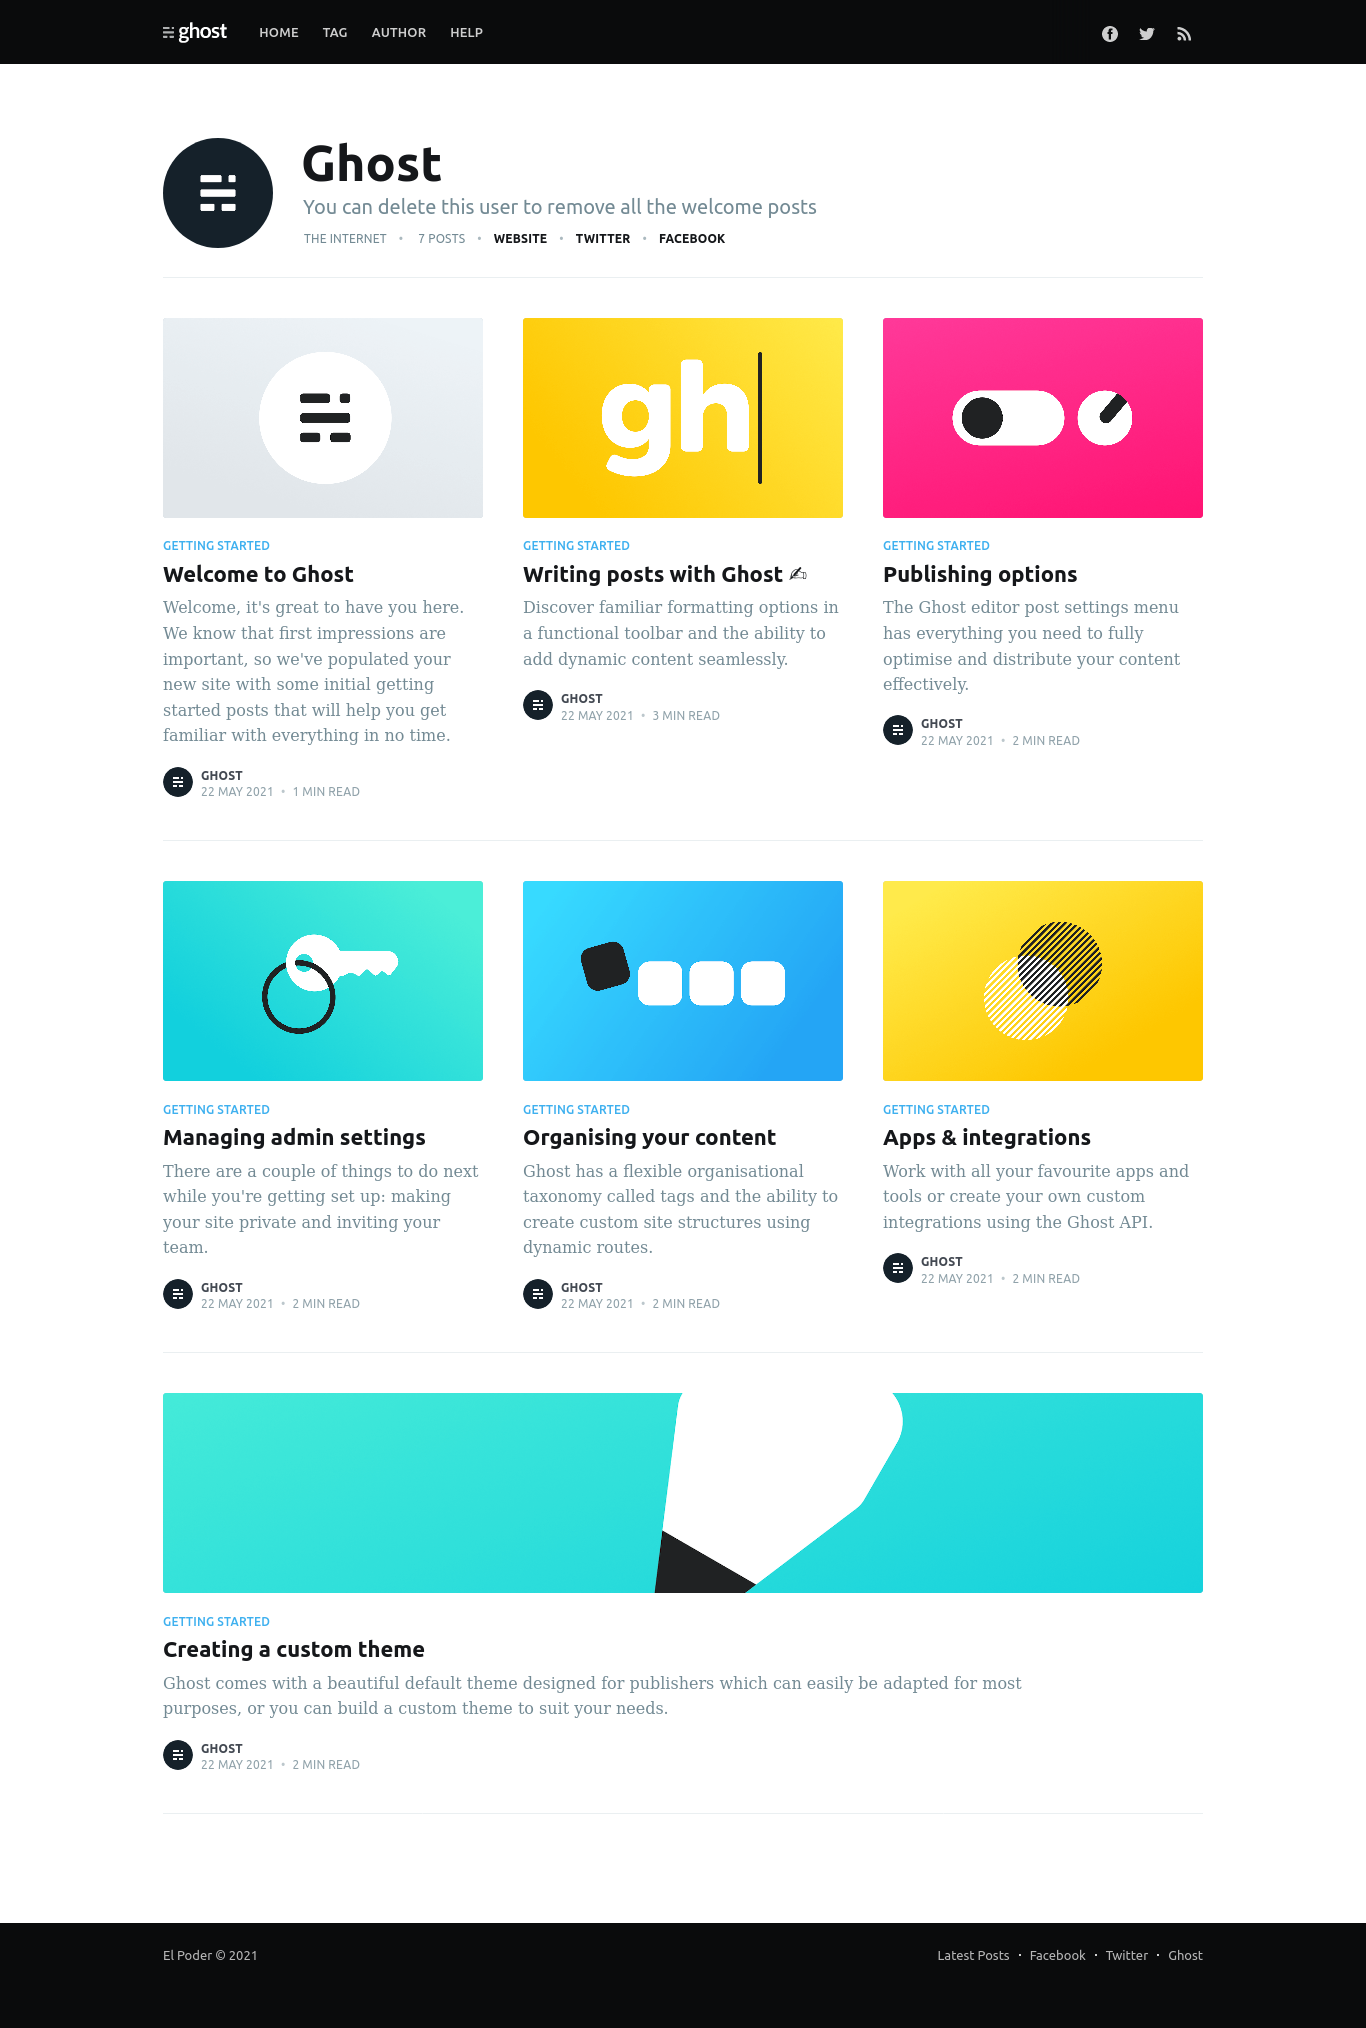 ghost HOME TAG AUTHOR HELP
Ghost
You can delete this user to remove all the welcome posts
THE INTERNET • 7 POSTS • WEBSITE • TWITTER • FACEBOOK
gh
GETTING STARTED
Welcome to Ghost
Welcome, it's great to have you here.
We know that first impressions are
important, so we've populated your
new site with some initial getting
started posts that will help you get
familiar with everything in no time.
GHOST
22 MAY 2021 • 1 MIN READ
GETTING STARTED
Writing posts with Ghost ✍
Discover familiar formatting options in
a functional toolbar and the ability to
add dynamic content seamlessly.
GHOST
22 MAY 2021 • 3 MIN READ
GETTING STARTED
Publishing options
The Ghost editor post settings menu
has everything you need to fully
optimise and distribute your content
effectively.
GHOST
22 MAY 2021 • 2 MIN READ
GETTING STARTED
Managing admin settings
There are a couple of things to do next
while you're getting set up: making
your site private and inviting your
team.
GHOST
22 MAY 2021 • 2 MIN READ
GETTING STARTED
Organising your content
Ghost has a flexible organisational
taxonomy called tags and the ability to
create custom site structures using
dynamic routes.
GHOST
22 MAY 2021 • 2 MIN READ
GETTING STARTED
Apps & integrations
Work with all your favourite apps and
tools or create your own custom
integrations using the Ghost API.
GHOST
22 MAY 2021 • 2 MIN READ
GETTING STARTED
Creating a custom theme
Ghost comes with a beautiful default theme designed for publishers which can easily be adapted for most
purposes, or you can build a custom theme to suit your needs.
GHOST
22 MAY 2021 • 2 MIN READ
El Poder © 2021
Latest Posts • Facebook • Twitter • Ghost